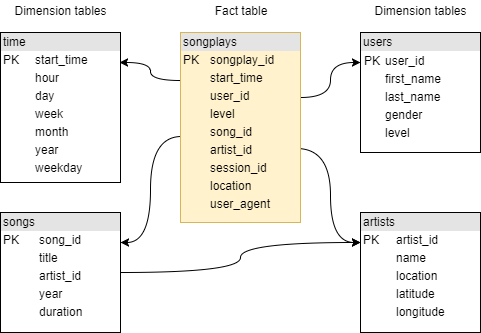 Dimension tables
Fact table
Dimension tables
time
PK start_time
hour
day
week
month
year
weekday
songplays
PK songplay_id
start_time
user_id
level
song_id
artist_id
session_id
location
user_agent
users
PK user_id
first_name
last_name
gender
level
songs
PK song_id
title
artist_id
year
duration
artists
PK artist_id
name
location
latitude
longitude